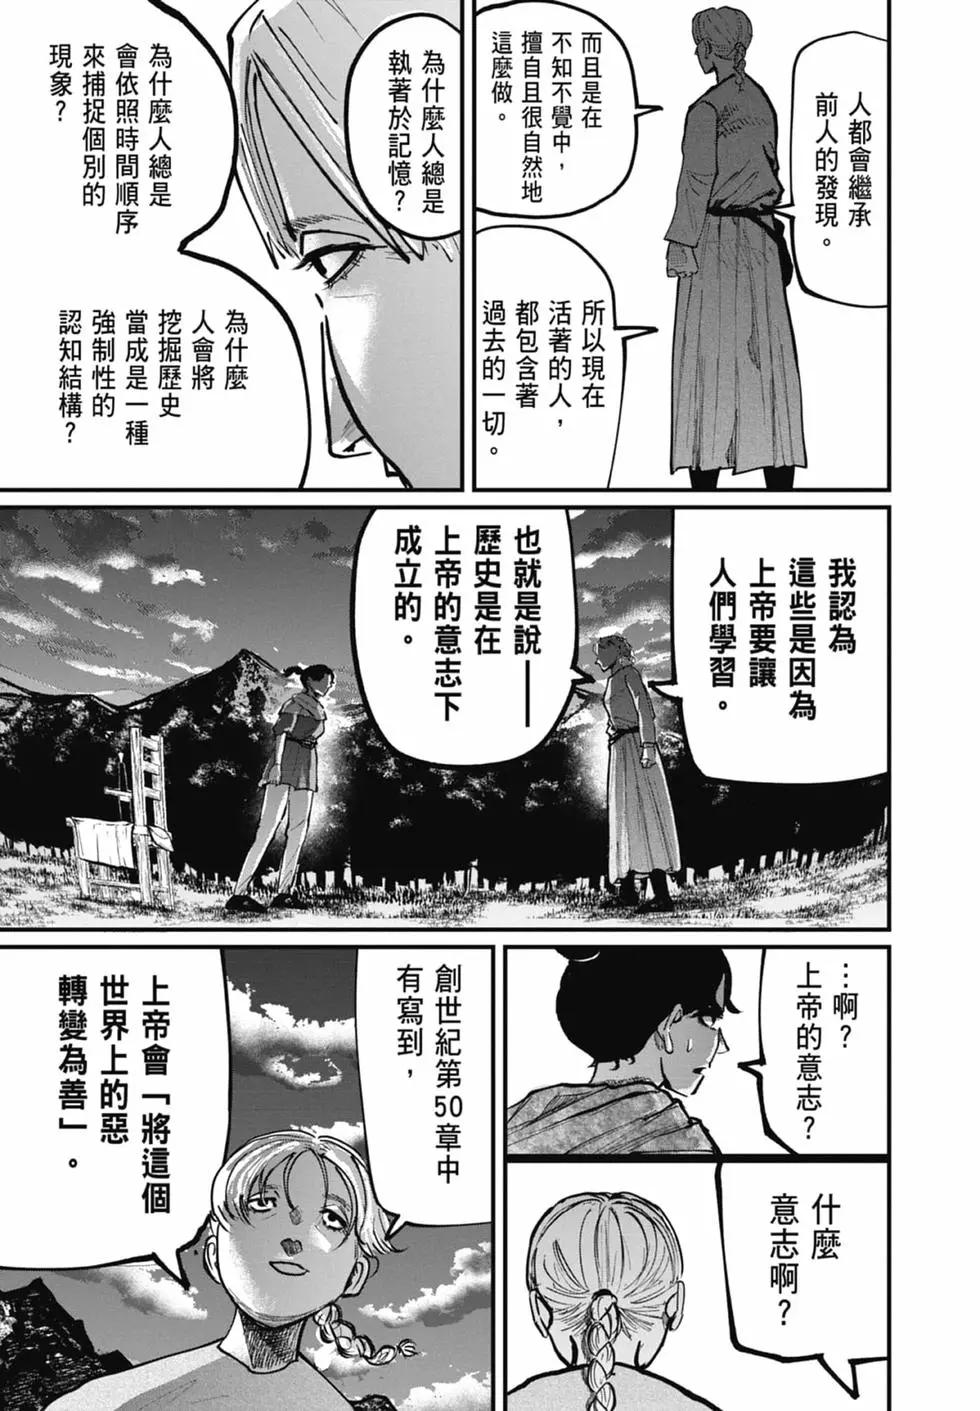 人都會繼承
前人的發現。
而且是在
不知不覺中，
擅自且很自然地
這麼做。
所以現在
活著的人，
都包含著
過去的一切。
為什麼人總是
執著於記憶？
為什麼人總是
會依照時間順序
來捕捉個別的
現象？
為什麼
人會將
挖掘歷史
當成是一種
強制性的
認知結構？
我認為
這些是因為
上帝要讓
人們學習。
也就是說——
歷史是在
上帝的意志下
成立的。
…啊？
上帝的意志？
什麼
意志啊？
創世紀第
50章中
有寫到，
上帝會「將這個
世界上的惡
轉變為善」。